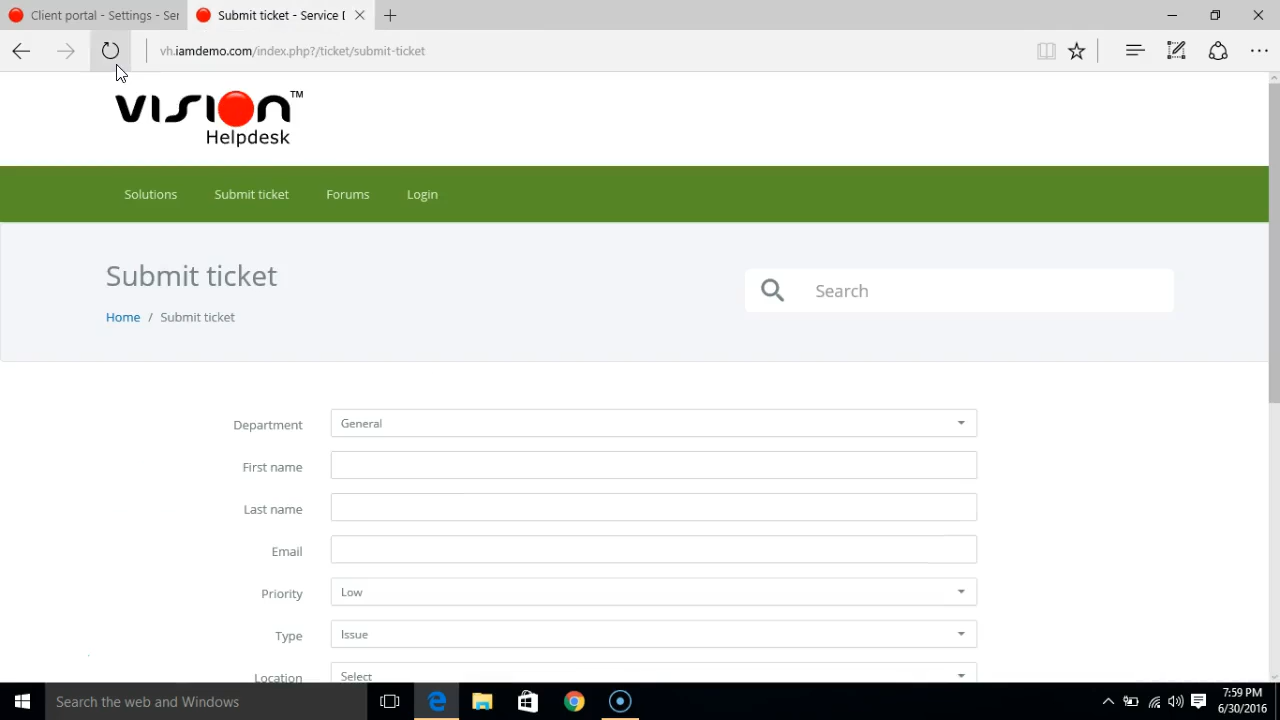 Client portal - Settings - Ser
Submit ticket - Service D
vh.iamdemo.com/index.php?/ticket/submit-ticket
vision™
Helpdesk
Solutions
Submit ticket
Forums
Login
Submit ticket
Search
Home / Submit ticket
Department
General
First name
Last name
Email
Priority
Low
Type
Issue
Location
Select
Search the web and Windows
7:59 PM
6/30/2016